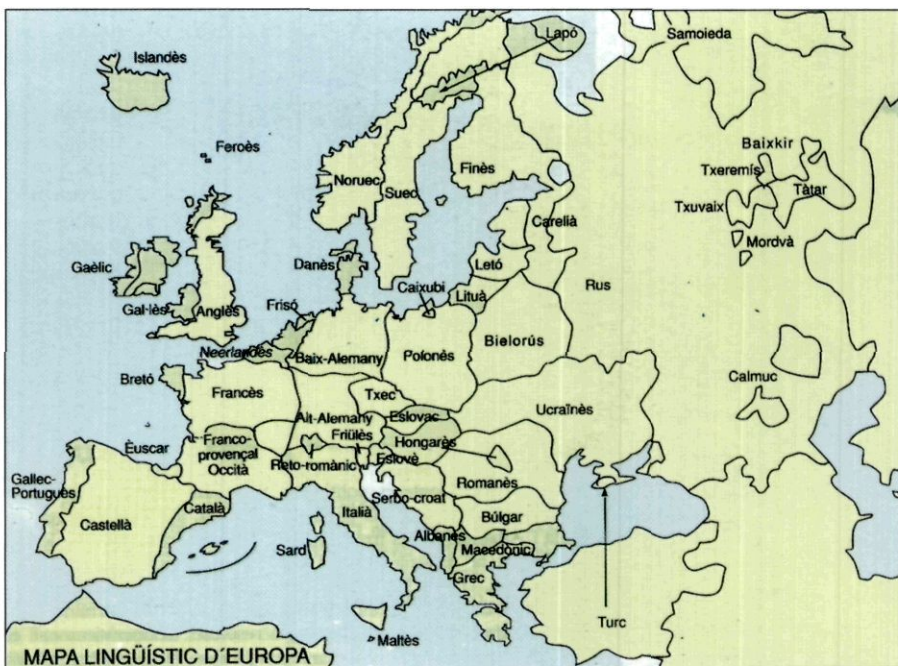 Islandès
Lapó
Samoieda
Feroès
Noruec
Suec
Finès
Baixkir
Txeremís
Tàtar
Txuvaix
Mordvà
Carelià
Gaèlic
Danès
Letó
Caixubi
Lituà
Rus
Gal·lès
Anglès
Frisó
Neerlandès
Baix-Alemany
Polonès
Bielorús
Bretó
Francès
Txec
Calmuc
Alt-Alemany
Eslovac
Ucraïnès
Friülès
Hongarès
Èuscar
Franco-
provençal
Occità
Reto-romànic
Eslovè
Gallec-
Portuguès
Romanès
Castellà
Català
Serbo-croat
Italià
Búlgar
Albanès
Macedònic
Sard
Grec
Turc
Maltès
MAPA LINGÜÍSTIC D´EUROPA